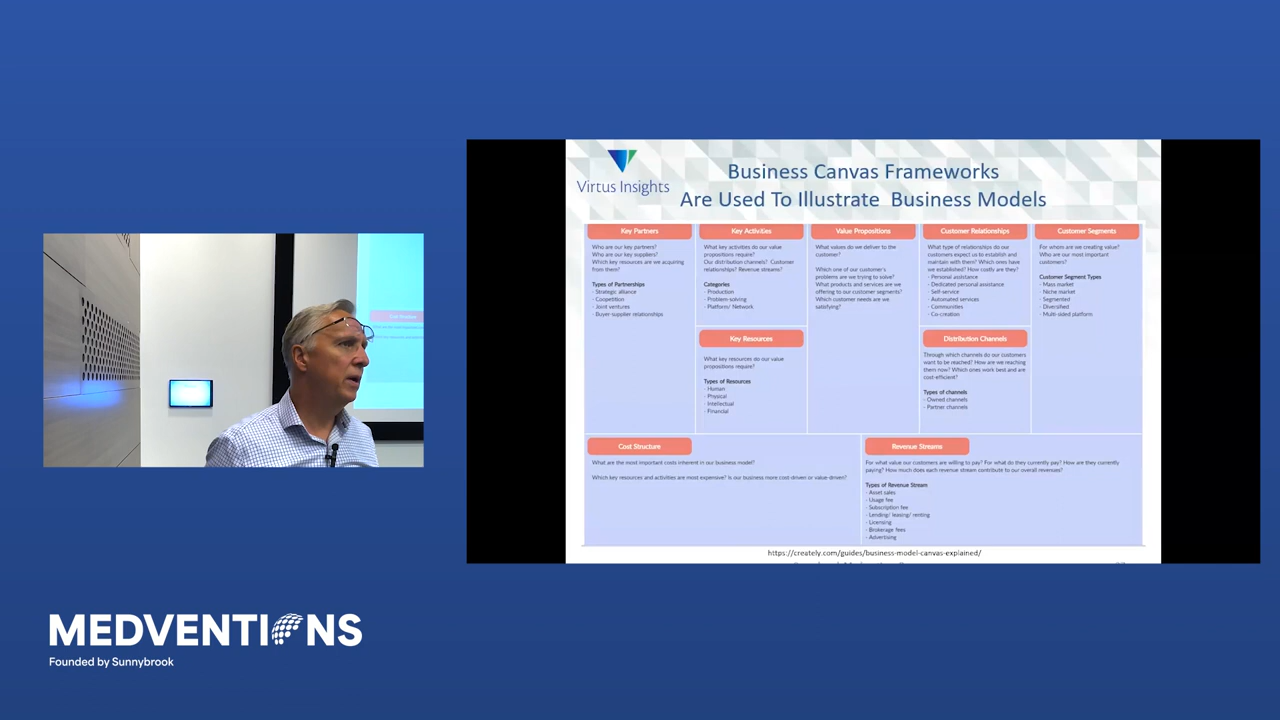 Virtus Insights
Business Canvas Frameworks
Are Used To Illustrate Business Models
Key Partners
Who are our key partners?
Who are our key suppliers?
Which key resources are we acquiring
from them?
Types of Partnerships
- Strategic alliance
- Coopetition
- Joint ventures
- Buyer-supplier relationships
Key Activities
What key activities do our value
propositions require?
Our distribution channels? Customer
relationships? Revenue streams?
Categories
- Production
- Problem-solving
- Platform/ Network
Key Resources
What key resources do our value
propositions require?
Types of Resources
- Human
- Physical
- Intellectual
- Financial
Value Propositions
What values do we deliver to the
customer?
Which one of our customer's
problems are we trying to solve?
What products and services are we
offering to our customer segments?
Which customer needs are we
satisfying?
Customer Relationships
What type of relationships do our
customers expect us to establish and
maintain with them? Which ones have
we established? How costly are they?
- Personal assistance
- Dedicated personal assistance
- Self-service
- Automated services
- Communities
- Co-creation
Distribution Channels
Through which channels do our customers
want to be reached? How are we reaching
them now? Which ones work best and are
cost-efficient?
Types of channels
- Owned channels
- Partner channels
Customer Segments
For whom are we creating value?
Who are our most important
customers?
Customer Segment Types
- Mass market
- Niche market
- Segmented
- Diversified
- Multi-sided platform
Cost Structure
What are the most important costs inherent in our business model?
Which key resources and activities are most expensive? Is our business more cost-driven or value-driven?
Revenue Streams
For what value our customers are willing to pay? For what do they currently pay? How are they currently
paying? How much does each revenue stream contribute to our overall revenues?
Types of Revenue Stream
- Asset sales
- Usage fee
- Subscription fee
- Lending/ leasing/ renting
- Licensing
- Brokerage fees
- Advertising
https://creately.com/guides/business-model-canvas-explained/
MEDVENTIONS
Founded by Sunnybrook